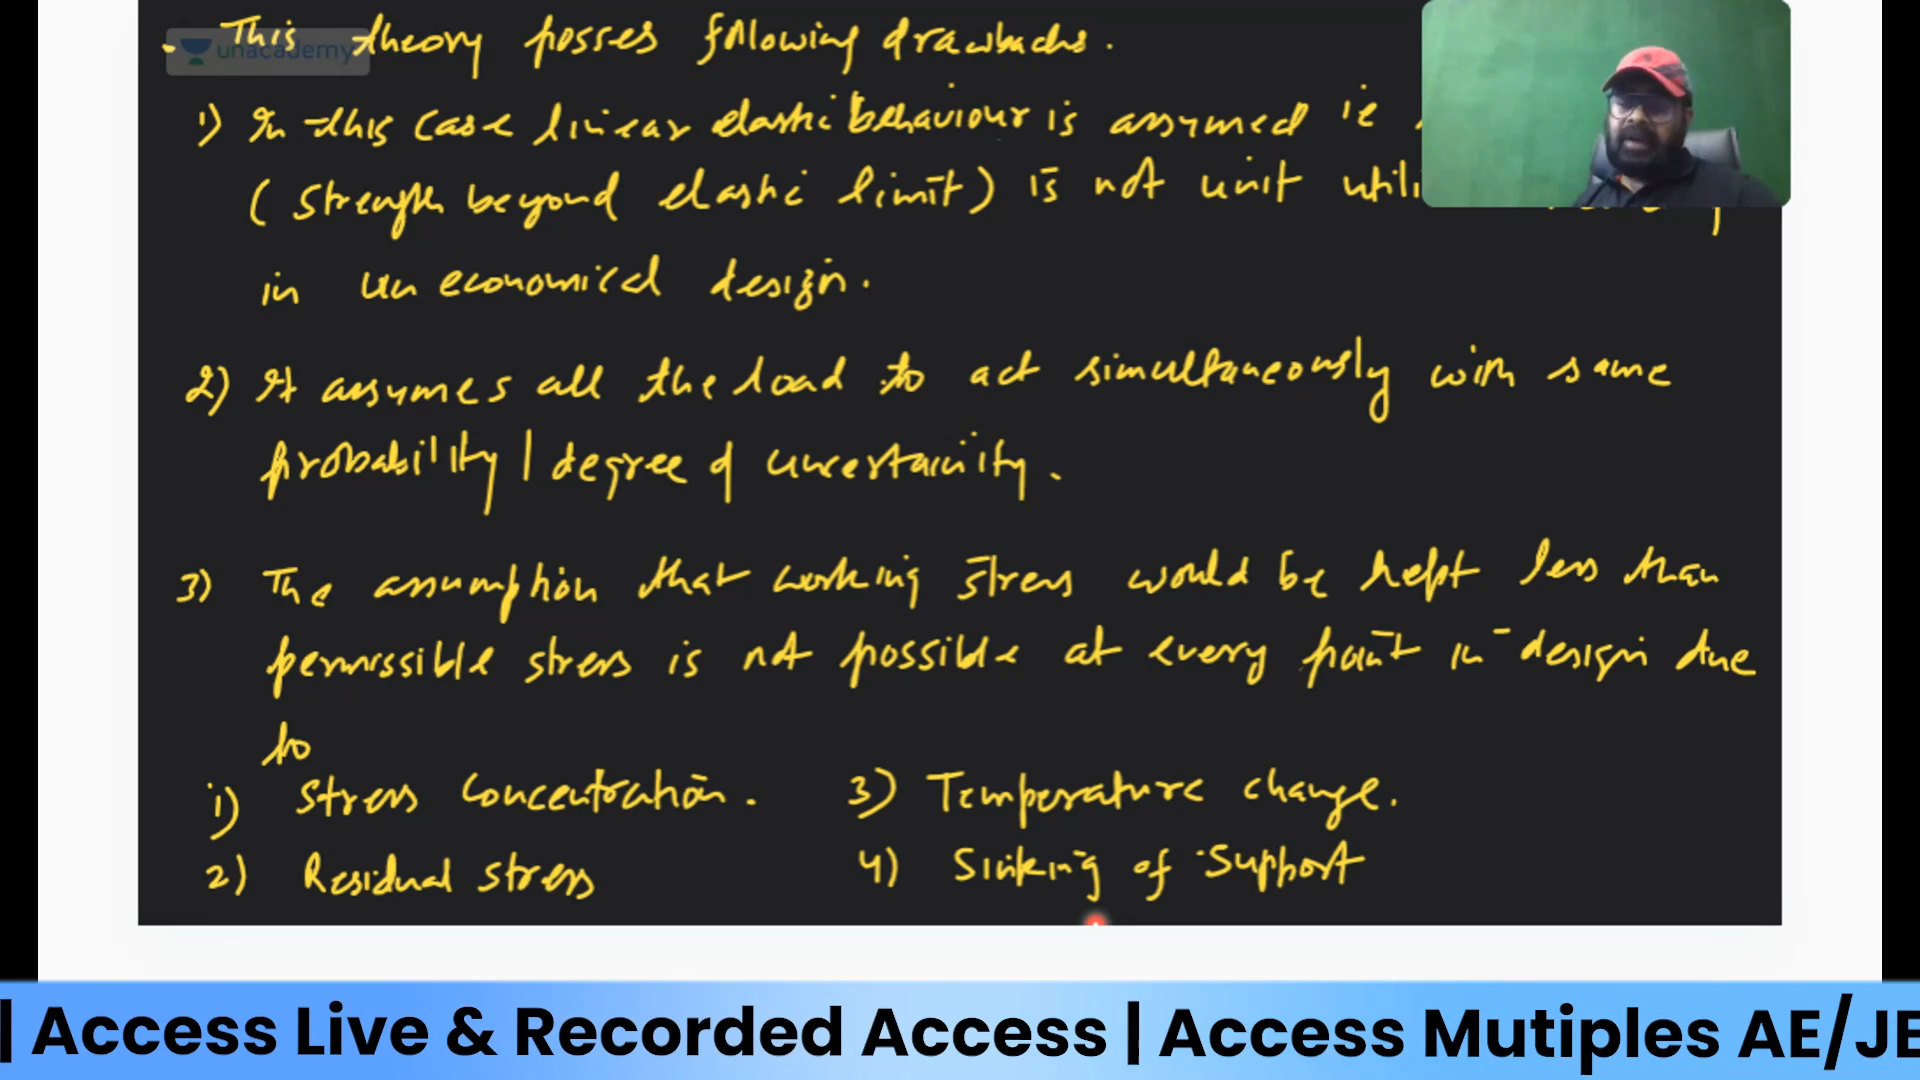 unacademy
- This theory posses following drawbacks.
1) In this case linear elastic behaviour is assumed ie
(strength beyond elastic limit) is not unit utili
in uneconomical design.
2) It assumes all the load to act simultaneously with same
probability / degree of uncertainity.
3) The assumption that working stress would be kept less than
permissible stress is not possible at every point in design due
to
i) Stress Concentration. 3) Temperature change.
2) Residual stress 4) Sinking of Support
| Access Live & Recorded Access | Access Mutiples AE/JE